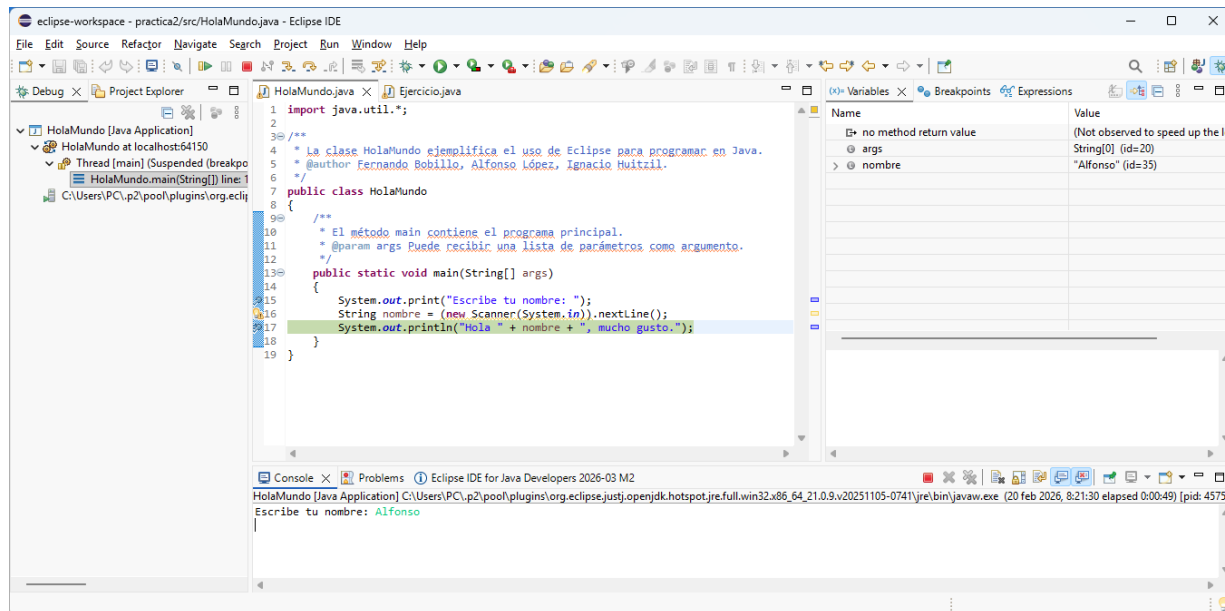 eclipse-workspace - practica2/src/HolaMundo.java - Eclipse IDE
File Edit Source Refactor Navigate Search Project Run Window Help
Debug Project Explorer
HolaMundo [Java Application]
HolaMundo at localhost:64150
Thread [main] (Suspended (breakpo
HolaMundo.main(String[]) line: 1
C:\Users\PC\.p2\pool\plugins\org.eclip
HolaMundo.java Ejercicio.java
1 import java.util.*;
2
3 /**
4 * La clase HolaMundo ejemplifica el uso de Eclipse para programar en Java.
5 * @author Fernando Bobillo, Alfonso López, Ignacio Huitzil.
6 */
7 public class HolaMundo
8 {
9 /**
10 * El método main contiene el programa principal.
11 * @param args Puede recibir una lista de parámetros como argumento.
12 */
13 public static void main(String[] args)
14 {
15 System.out.print("Escribe tu nombre: ");
16 String nombre = (new Scanner(System.in)).nextLine();
17 System.out.println("Hola " + nombre + ", mucho gusto.");
18 }
19 }
Variables Breakpoints Expressions
Name Value
no method return value (Not observed to speed up the l
args String[0] (id=20)
nombre "Alfonso" (id=35)
Console Problems Eclipse IDE for Java Developers 2026-03 M2
HolaMundo [Java Application] C:\Users\PC\.p2\pool\plugins\org.eclipse.justj.openjdk.hotspot.jre.full.win32.x86_64_21.0.9.v20251105-0741\jre\bin\javaw.exe (20 feb 2026, 8:21:30 elapsed 0:00:49) [pid: 4575
Escribe tu nombre: Alfonso